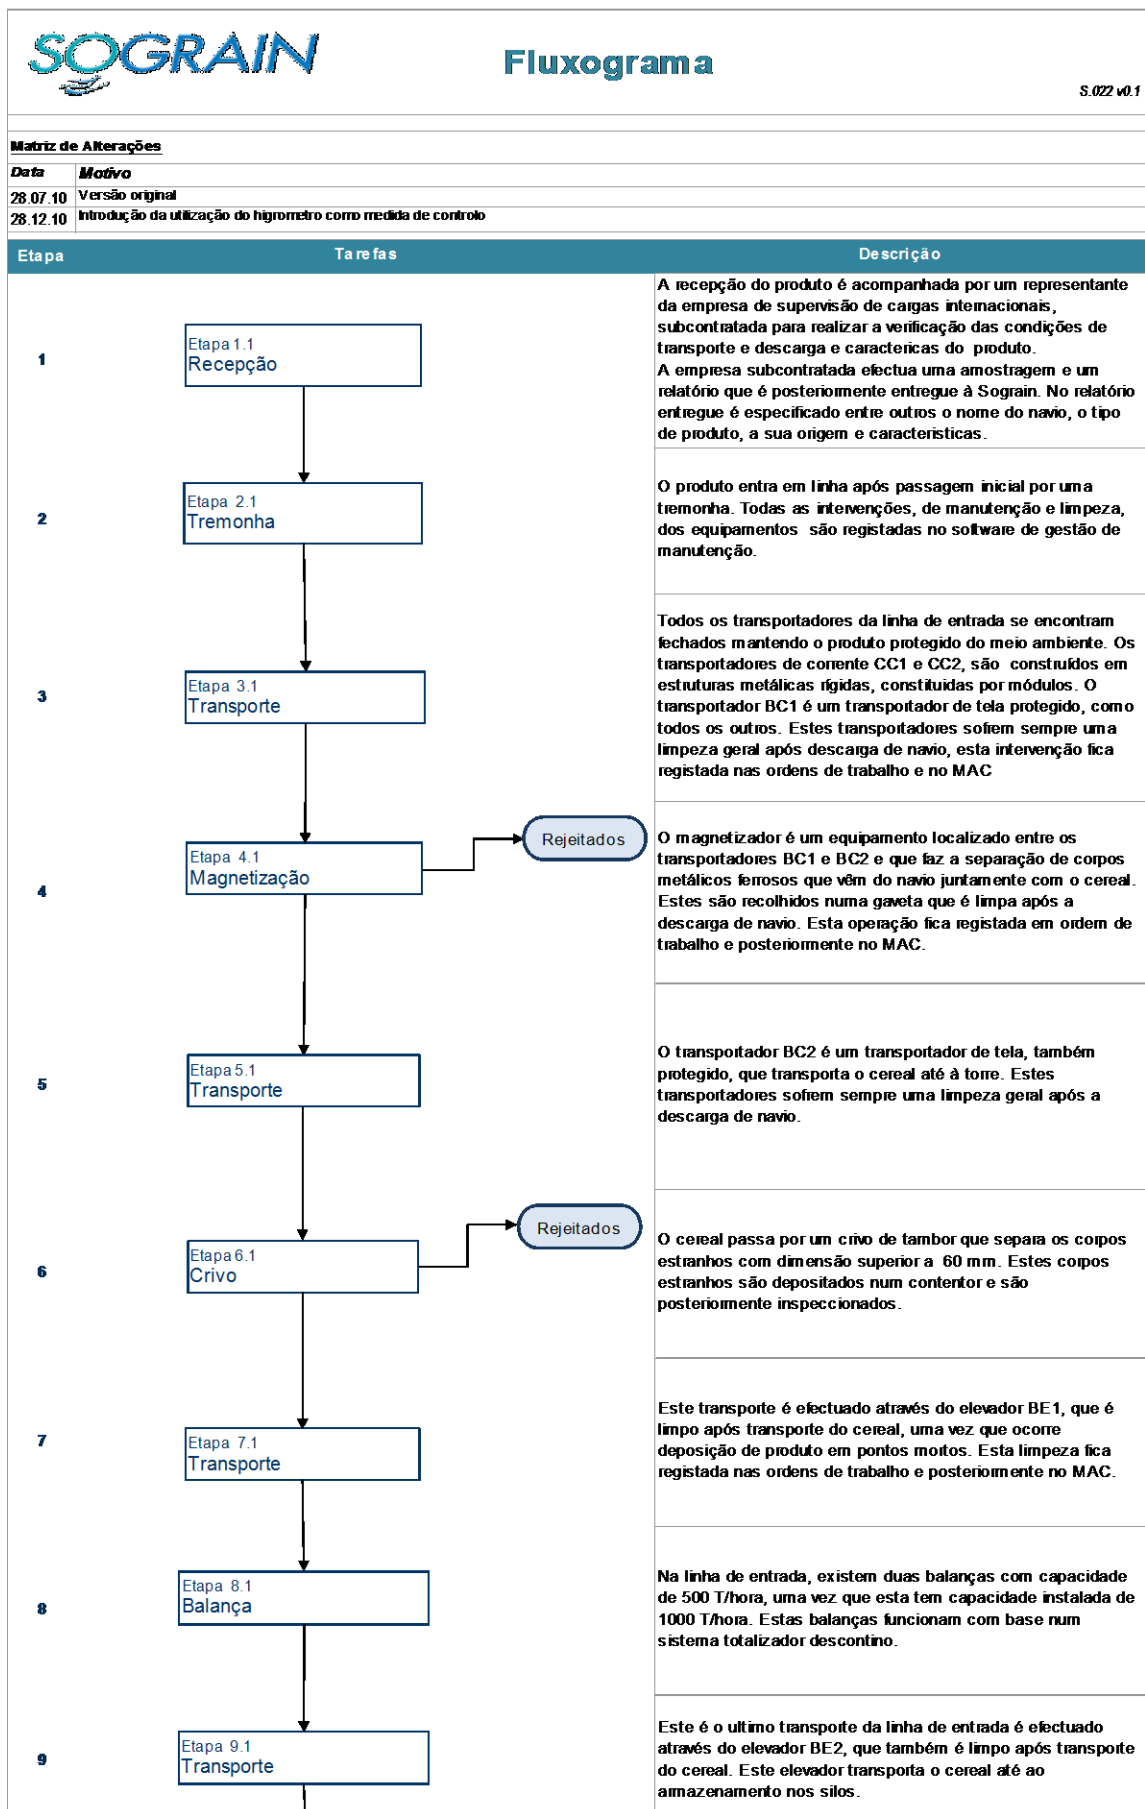 SOGRAIN
Fluxograma
S.022 v0.1
Matriz de Alterações
Data Motivo
28.07.10 Versão original
28.12.10 Introdução da utilização do higrometro como medida de controlo
Etapa Tarefas Descrição
1
Etapa 1.1
Recepção
A recepção do produto é acompanhada por um representante
da empresa de supervisão de cargas internacionais,
subcontratada para realizar a verificação das condições de
transporte e descarga e caractericas do produto.
A empresa subcontratada efectua uma amostragem e um
relatório que é posteriormente entregue à Sograin. No relatório
entregue é especificado entre outros o nome do navio, o tipo
de produto, a sua origem e caracteristicas.
2
Etapa 2.1
Tremonha
O produto entra em linha após passagem inicial por uma
tremonha. Todas as intervenções, de manutenção e limpeza,
dos equipamentos são registadas no software de gestão de
manutenção.
3
Etapa 3.1
Transporte
Todos os transportadores da linha de entrada se encontram
fechados mantendo o produto protegido do meio ambiente. Os
transportadores de corrente CC1 e CC2, são construídos em
estruturas metálicas rígidas, constituidas por módulos. O
transportador BC1 é um transportador de tela protegido, como
todos os outros. Estes transportadores sofrem sempre uma
limpeza geral após descarga de navio, esta intervenção fica
registada nas ordens de trabalho e no MAC
4
Etapa 4.1
Magnetização
Rejeitados
O magnetizador é um equipamento localizado entre os
transportadores BC1 e BC2 e que faz a separação de corpos
metálicos ferrosos que vêm do navio juntamente com o cereal.
Estes são recolhidos numa gaveta que é limpa após a
descarga de navio. Esta operação fica registada em ordem de
trabalho e posteriormente no MAC.
5
Etapa 5.1
Transporte
O transportador BC2 é um transportador de tela, também
protegido, que transporta o cereal até à torre. Estes
transportadores sofrem sempre uma limpeza geral após a
descarga de navio.
6
Etapa 6.1
Crivo
Rejeitados
O cereal passa por um crivo de tambor que separa os corpos
estranhos com dimensão superior a 60 mm. Estes corpos
estranhos são depositados num contentor e são
posteriormente inspeccionados.
7
Etapa 7.1
Transporte
Este transporte é efectuado através do elevador BE1, que é
limpo após transporte do cereal, uma vez que ocorre
deposição de produto em pontos mortos. Esta limpeza fica
registada nas ordens de trabalho e posteriormente no MAC.
8
Etapa 8.1
Balança
Na linha de entrada, existem duas balanças com capacidade
de 500 T/hora, uma vez que esta tem capacidade instalada de
1000 T/hora. Estas balanças funcionam com base num
sistema totalizador descontino.
9
Etapa 9.1
Transporte
Este é o ultimo transporte da linha de entrada é efectuado
através do elevador BE2, que também é limpo após transporte
do cereal. Este elevador transporta o cereal até ao
armazenamento nos silos.